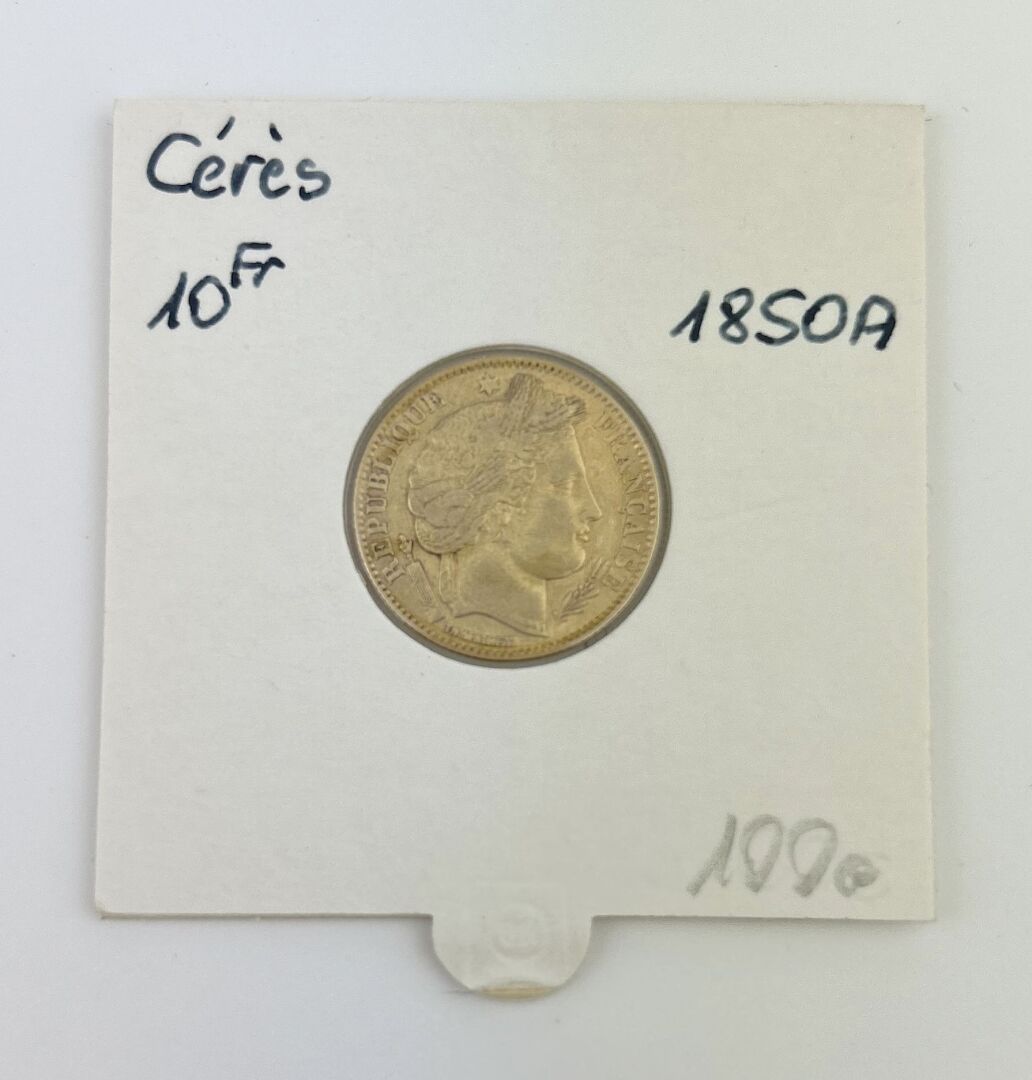 Cérès
10Fr
1850A
RÉPUBLIQUE FRANÇAISE